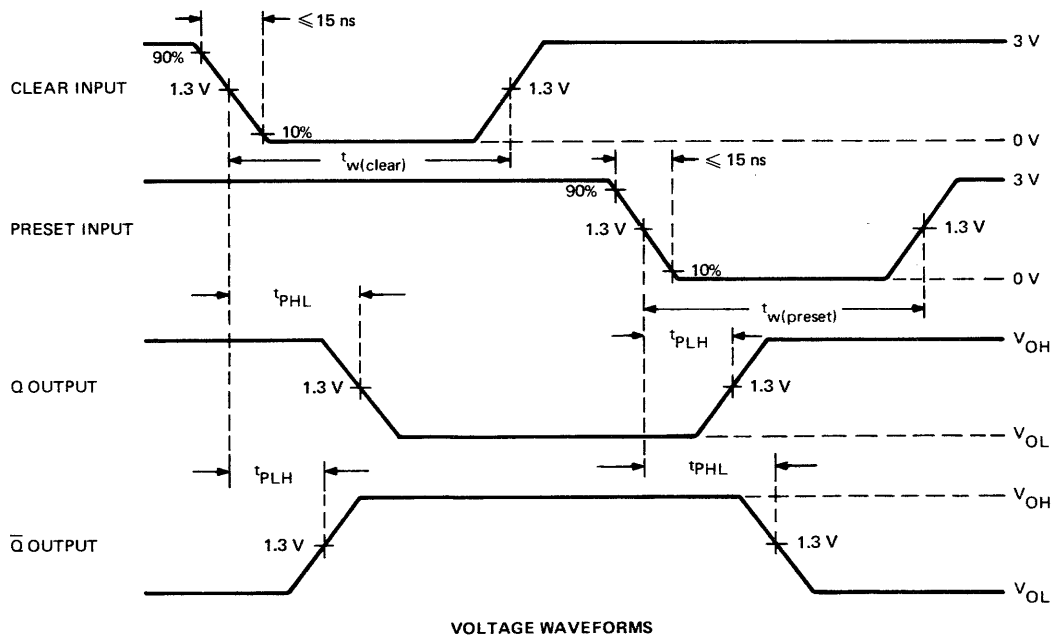 ≤ 15 ns
3 V
90%
CLEAR INPUT
1.3 V
1.3 V
10%
0 V
t_w(clear)
≤ 15 ns
90%
3 V
PRESET INPUT
1.3 V
1.3 V
10%
0 V
t_PHL
t_w(preset)
t_PLH
V_OH
Q OUTPUT
1.3 V
1.3 V
V_OL
t_PLH
t_PHL
V_OH
Q̅ OUTPUT
1.3 V
1.3 V
V_OL
VOLTAGE WAVEFORMS